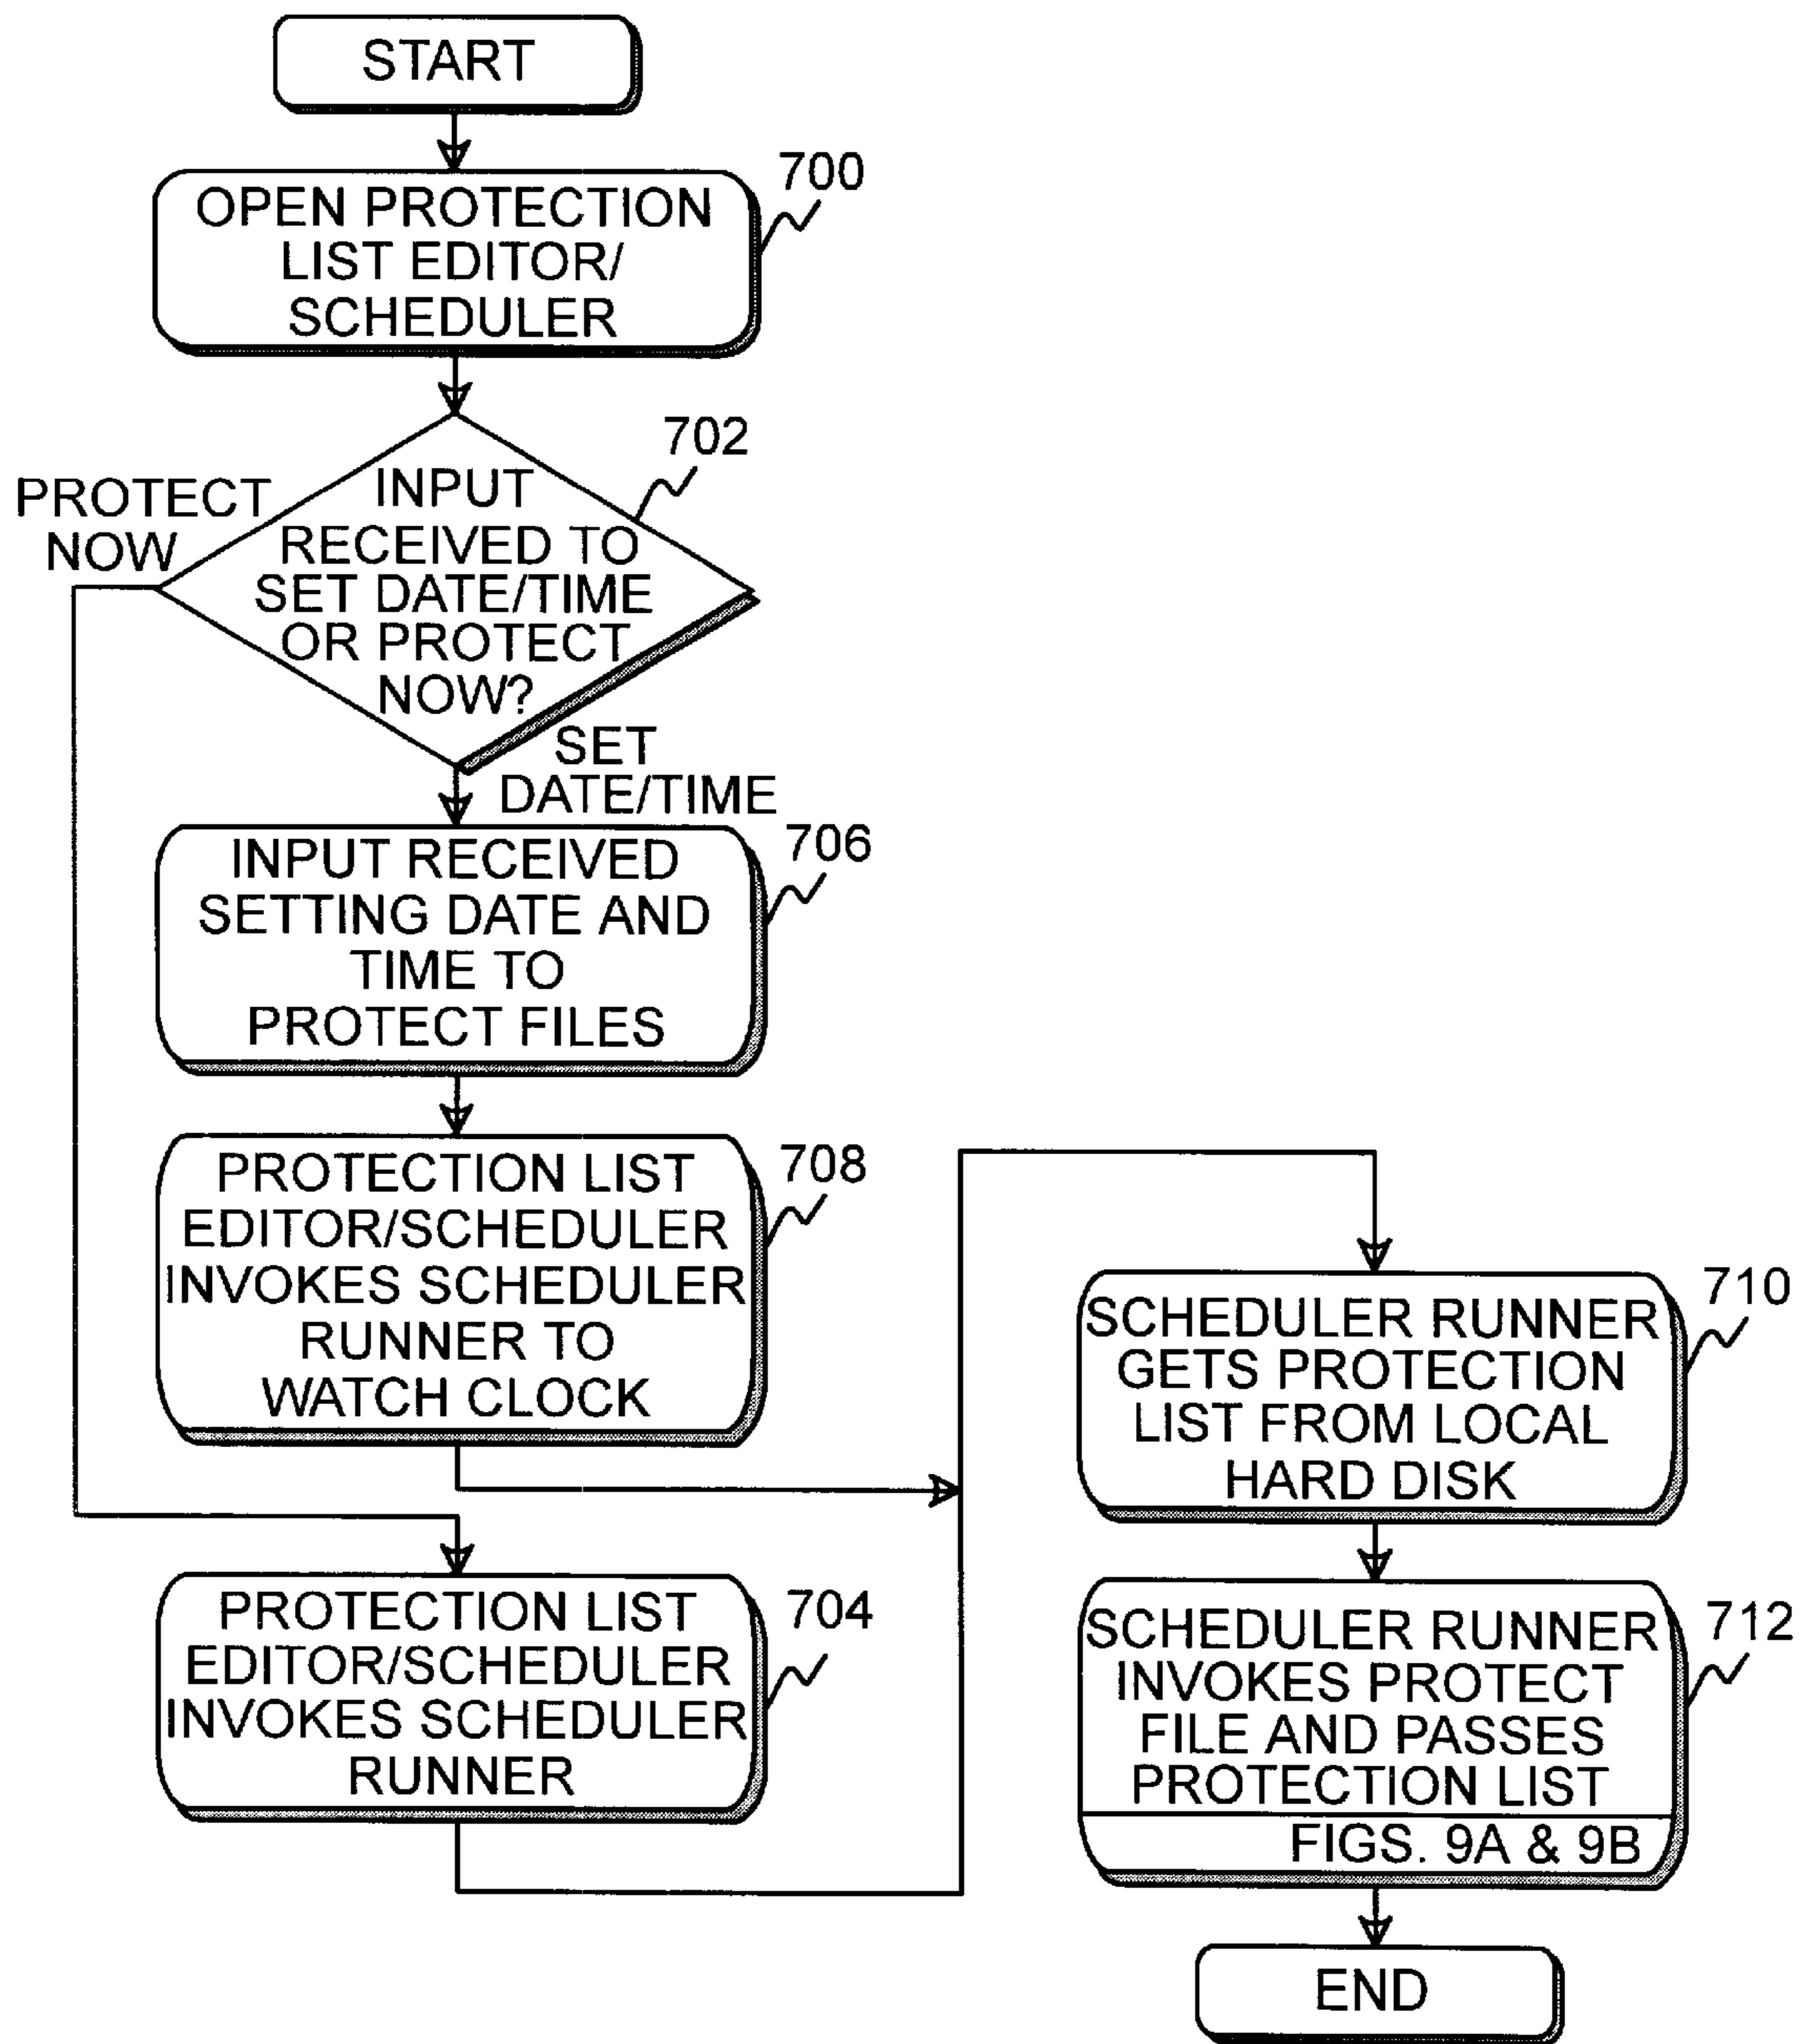 START
700
OPEN PROTECTION
LIST EDITOR/
SCHEDULER
702
PROTECT
NOW
INPUT
RECEIVED TO
SET DATE/TIME
OR PROTECT
NOW?
SET
DATE/TIME
706
INPUT RECEIVED
SETTING DATE AND
TIME TO
PROTECT FILES
708
PROTECTION LIST
EDITOR/SCHEDULER
INVOKES SCHEDULER
RUNNER TO
WATCH CLOCK
704
PROTECTION LIST
EDITOR/SCHEDULER
INVOKES SCHEDULER
RUNNER
710
SCHEDULER RUNNER
GETS PROTECTION
LIST FROM LOCAL
HARD DISK
712
SCHEDULER RUNNER
INVOKES PROTECT
FILE AND PASSES
PROTECTION LIST
FIGS. 9A & 9B
END